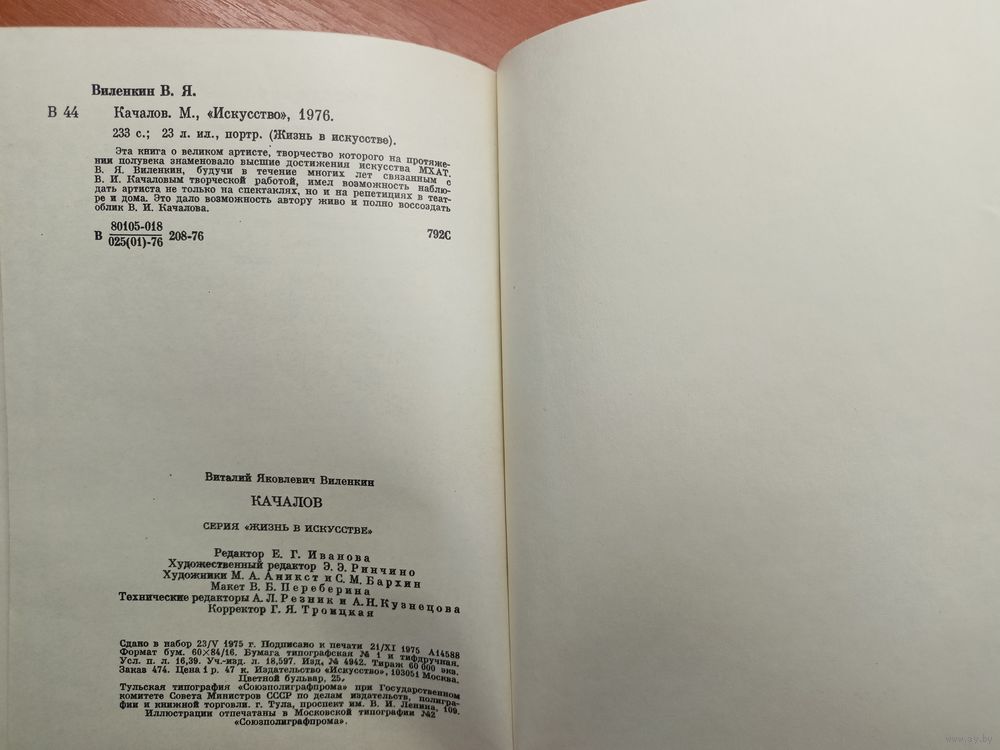 Виленкин В. Я.
В 44 Качалов. М., «Искусство», 1976.
233 с.; 23 л. ил., портр. (Жизнь в искусстве).
Эта книга о великом артисте, творчество которого на протяже-
нии полувека знаменовало высшие достижения искусства МХАТ.
В. Я. Виленкин, будучи в течение многих лет связанным с
В. И. Качаловым творческой работой, имел возможность наблю-
дать артиста не только на спектаклях, но и на репетициях в теат-
ре и дома. Это дало возможность автору живо и полно воссоздать
облик В. И. Качалова.
80105-018
В 025(01)-76 208-76 792С
Виталий Яковлевич Виленкин
КАЧАЛОВ
СЕРИЯ «ЖИЗНЬ В ИСКУССТВЕ»
Редактор Е. Г. Иванова
Художественный редактор Э. Э. Ринчино
Художники М. А. Аникст и С. М. Бархин
Макет В. Б. Переберина
Технические редакторы А. Л. Резник и А. Н. Кузнецова
Корректор Г. Я. Троицкая
Сдано в набор 23/V 1975 г. Подписано к печати 21/XI 1975 А14588
Формат бум. 60×84/16. Бумага типографская № 1 и тифдручная.
Усл. п. л. 16,39. Уч.-изд. л. 18,597. Изд. № 4942. Тираж 60 000 экз.
Заказ 474. Цена 1 р. 47 к. Издательство «Искусство», 103051 Москва.
Цветной бульвар, 25.
Тульская типография «Союзполиграфпрома» при Государственном
комитете Совета Министров СССР по делам издательств, полигра-
фии и книжной торговли. г. Тула, проспект им. В. И. Ленина, 109.
Иллюстрации отпечатаны в Московской типографии №2
«Союзполиграфпрома».
www.ay.by